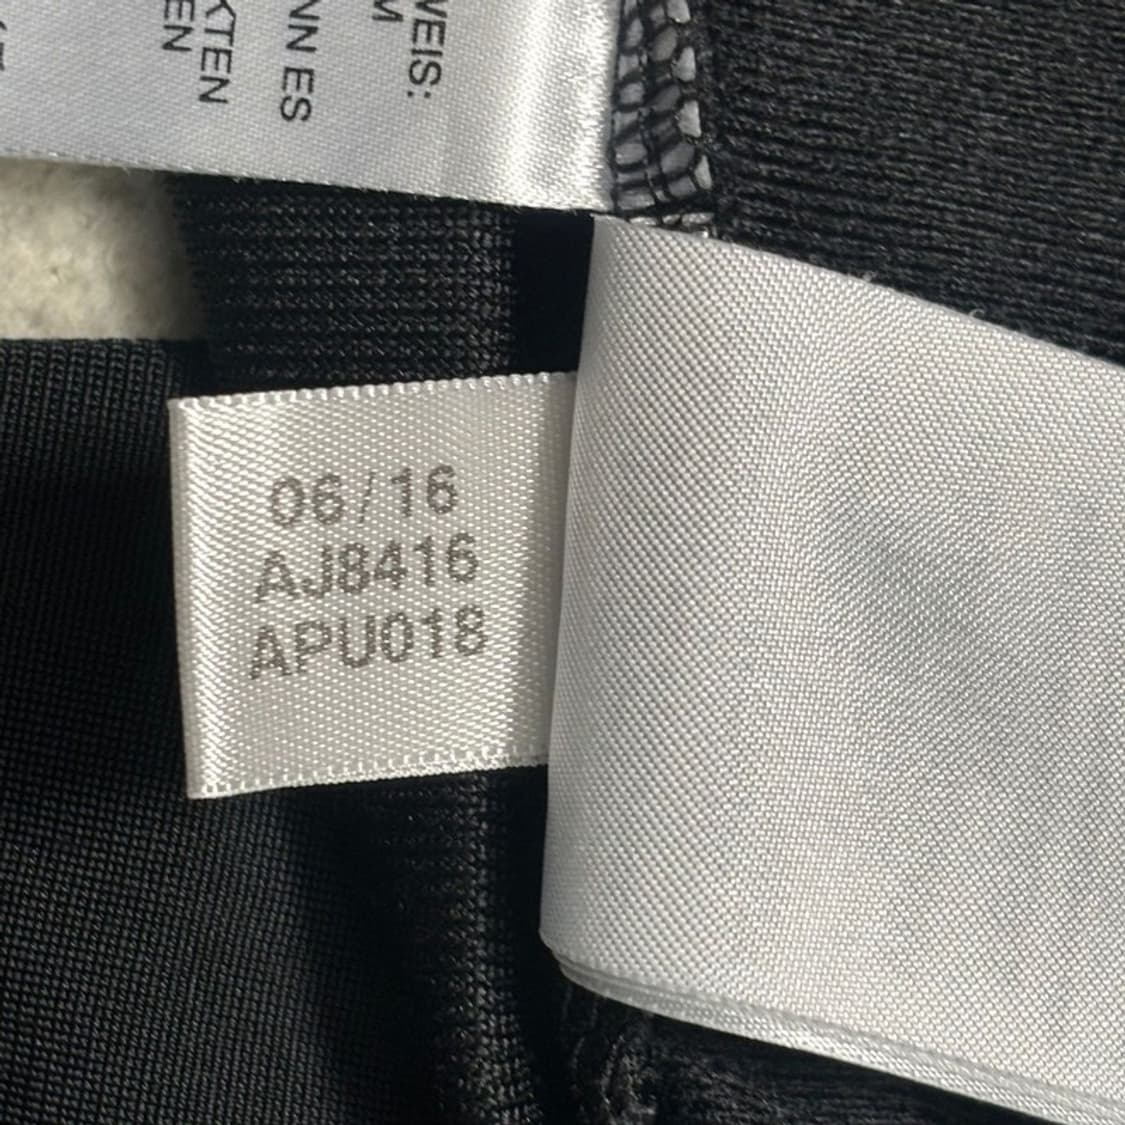 WEIS:
M
NN ES
KTEN
EN
06/16
AJ8416
APU018